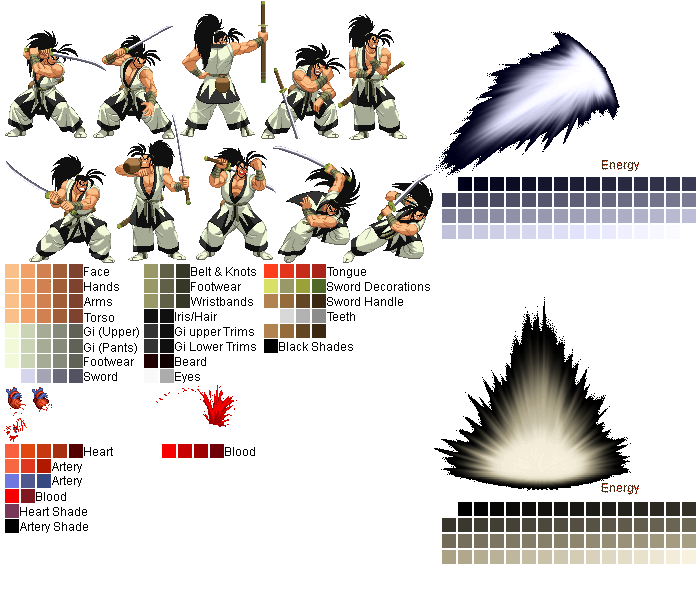 Energy
Face
Hands
Arms
Torso
Gi (Upper)
Gi (Pants)
Footwear
Sword
Belt & Knots
Footwear
Wristbands
Iris/Hair
Gi upper Trims
Gi Lower Trims
Beard
Eyes
Tongue
Sword Decorations
Sword Handle
Teeth
Black Shades
Heart
Artery
Artery
Blood
Heart Shade
Artery Shade
Blood
Energy